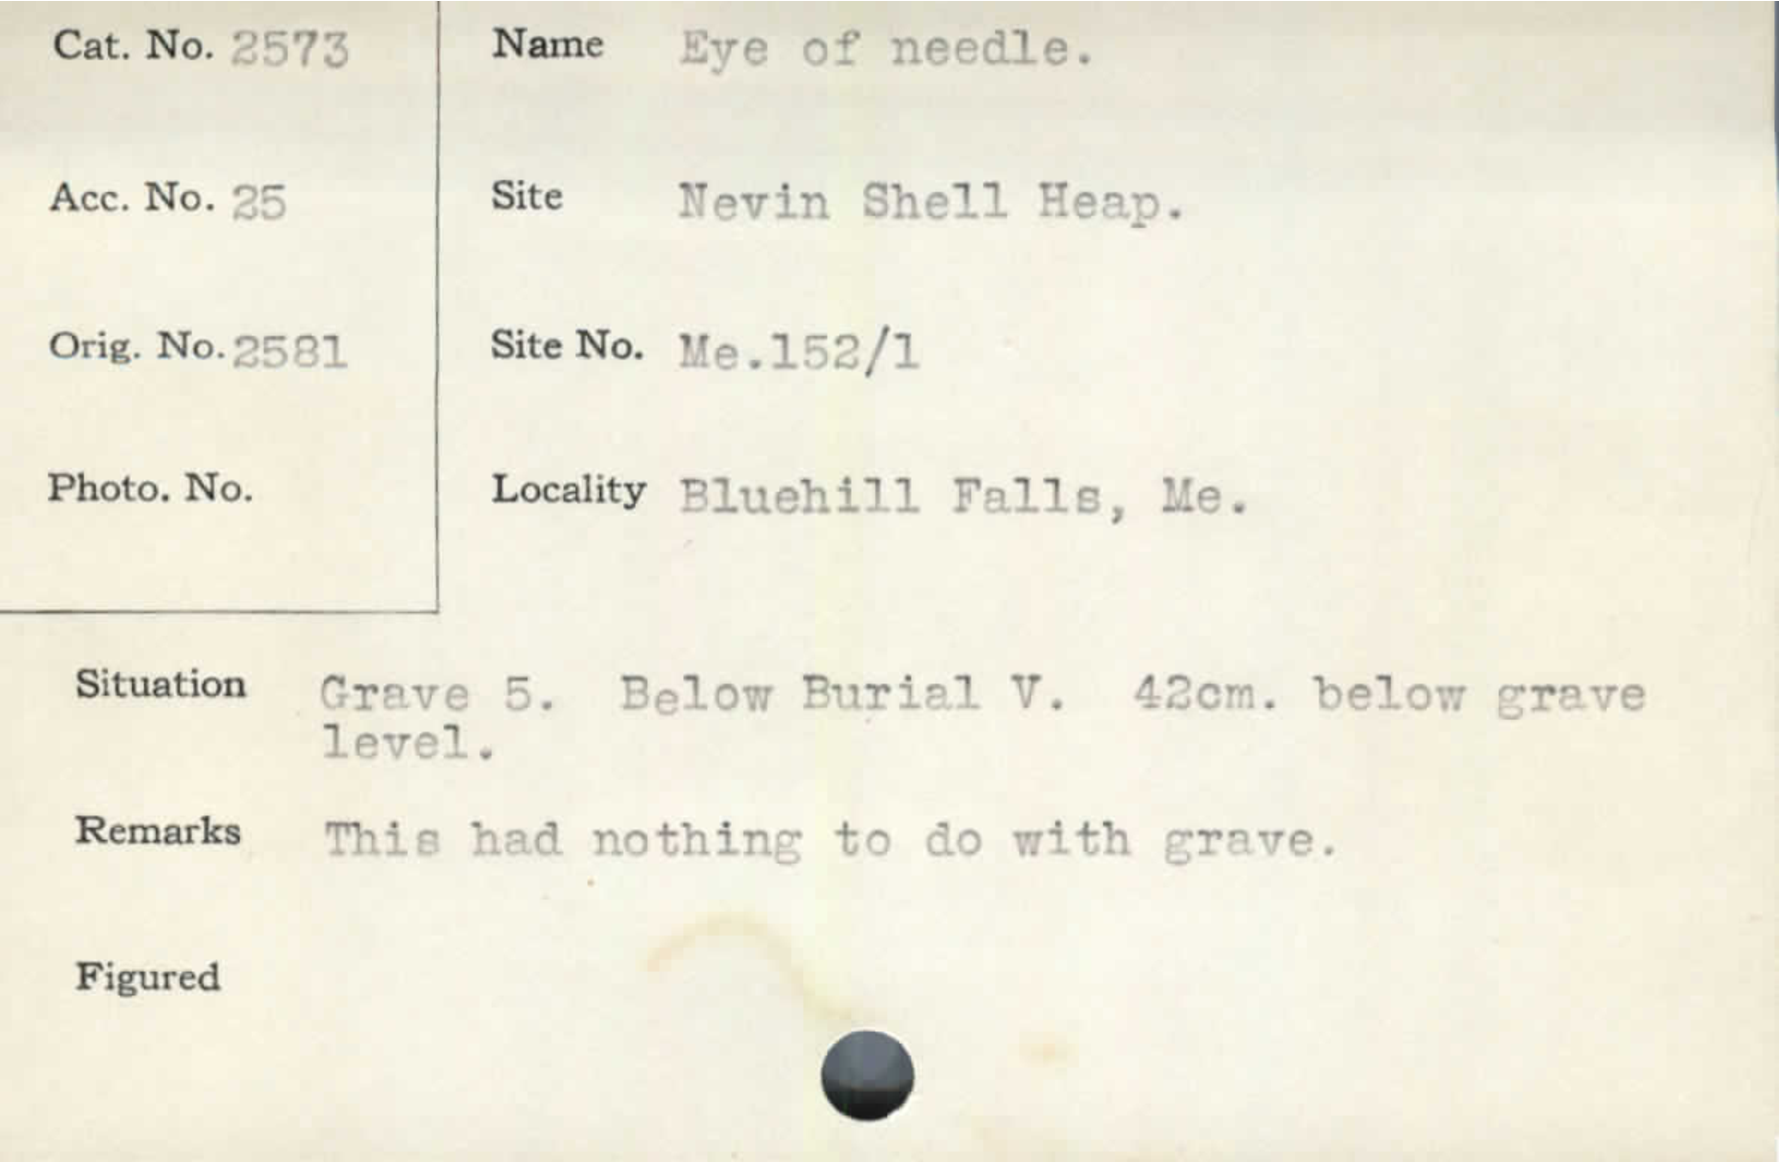 Cat. No. 2573
Name Eye of needle.
Acc. No. 25
Site Nevin Shell Heap.
Orig. No. 2581
Site No. Me.152/1
Photo. No.
Locality Bluehill Falls, Me.
Situation Grave 5. Below Burial V. 42cm. below grave
level.
Remarks This had nothing to do with grave.
Figured